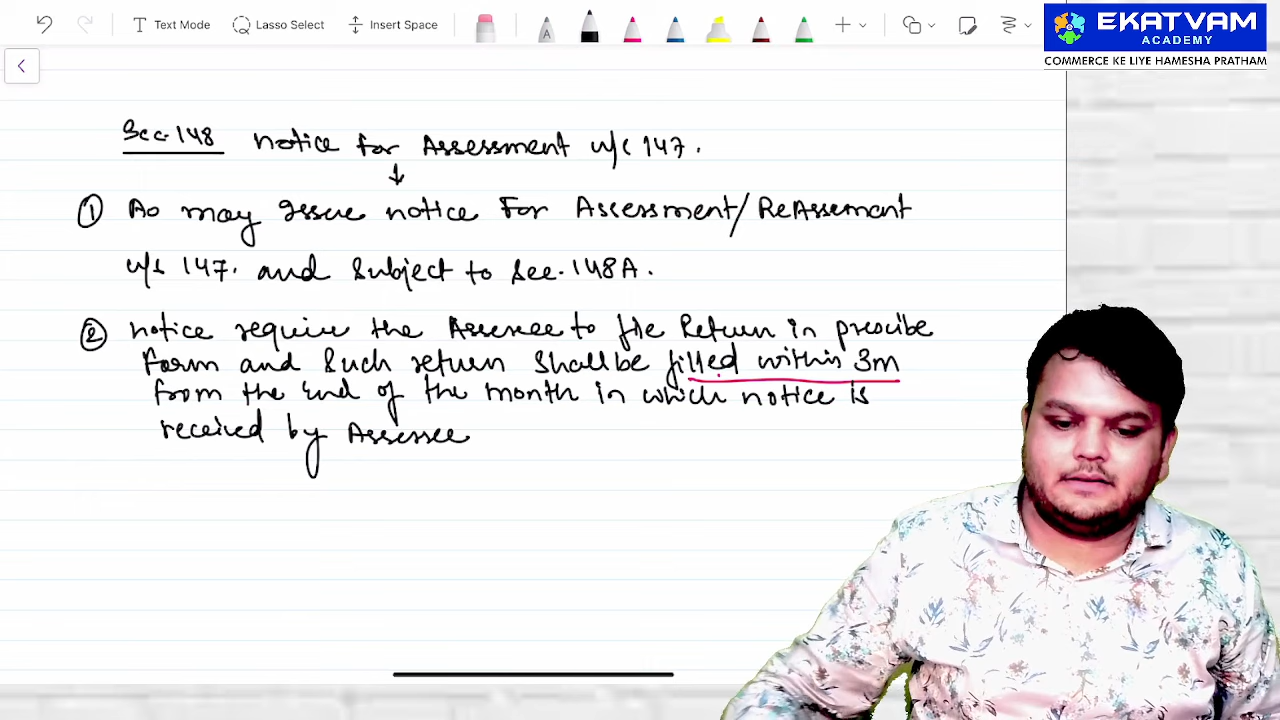 Text Mode
Lasso Select
Insert Space
A
EKATVAM
ACADEMY
COMMERCE KE LIYE HAMESHA PRATHAM
Sec-148 Notice for Assessment u/s 147.
① Ao may issue notice For Assessment/ReAssement
u/s 147. and Subject to Sec.148A.
② Notice require the Assessee to file Return in prescibe
form and Such return Shall be filled within 3m
from the End of the month in which notice is
received by Assessee